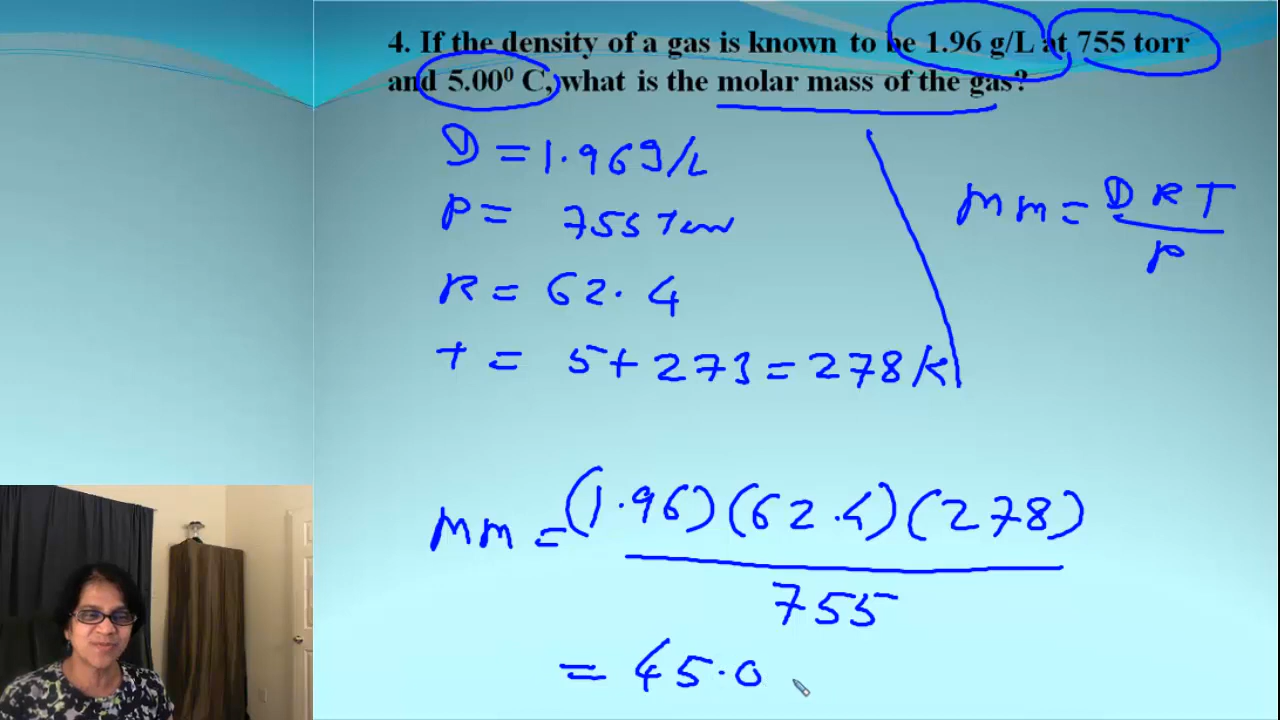 4. If the density of a gas is known to be 1.96 g/L at 755 torr
and 5.00⁰ C, what is the molar mass of the gas?
D = 1.96 g/L
P = 755 Torr
R = 62.4
T = 5 + 273 = 278 K
MM = D R T
P
MM = (1.96)(62.4)(278)
755
= 45.0